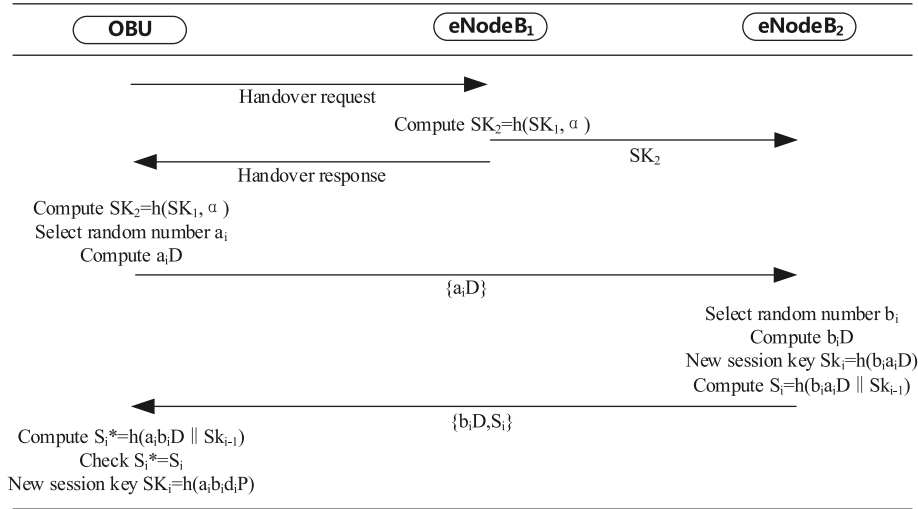 OBU
eNodeB₁
eNodeB₂
Handover request
Compute SK₂=h(SK₁, α)
SK₂
Handover response
Compute SK₂=h(SK₁, α)
Select random number aᵢ
Compute aᵢD
{aᵢD}
Select random number bᵢ
Compute bᵢD
New session key Skᵢ=h(bᵢaᵢD)
Compute Sᵢ=h(bᵢaᵢD ‖ Skᵢ₋₁)
{bᵢD,Sᵢ}
Compute Sᵢ*=h(aᵢbᵢD ‖ Skᵢ₋₁)
Check Sᵢ*=Sᵢ
New session key SKᵢ=h(aᵢbᵢdᵢP)